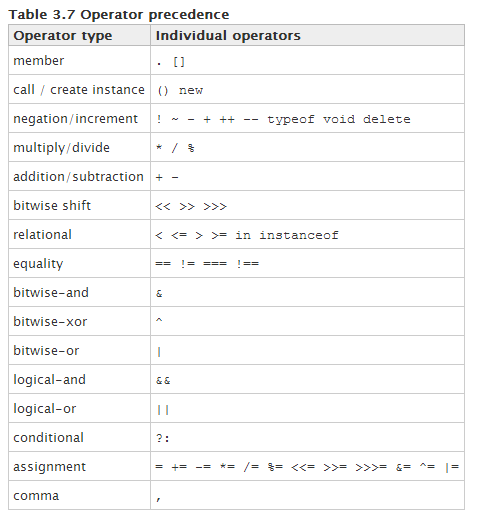 Table 3.7 Operator precedence
Operator type Individual operators
member . []
call / create instance () new
negation/increment ! ~ - + ++ -- typeof void delete
multiply/divide * / %
addition/subtraction + -
bitwise shift << >> >>>
relational < <= > >= in instanceof
equality == != === !==
bitwise-and &
bitwise-xor ^
bitwise-or |
logical-and &&
logical-or ||
conditional ?:
assignment = += -= *= /= %= <<= >>= >>>= &= ^= |=
comma ,